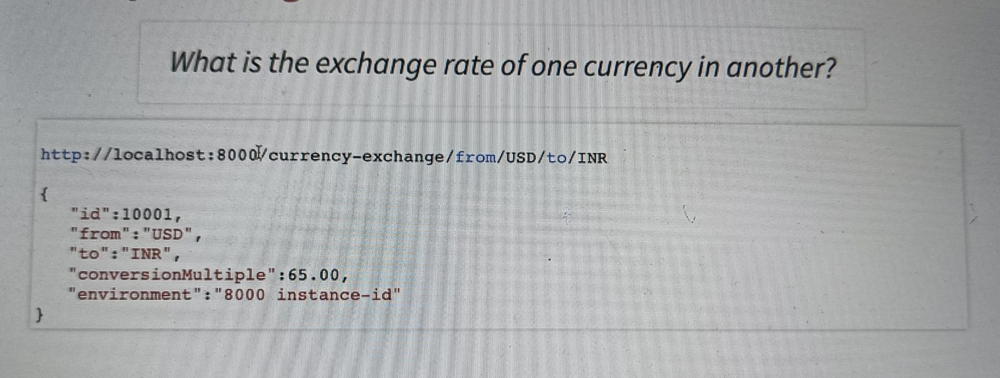 What is the exchange rate of one currency in another?
http://localhost:8000/currency-exchange/from/USD/to/INR
{
"id":10001,
"from":"USD",
"to":"INR",
"conversionMultiple":65.00,
"environment":"8000 instance-id"
}